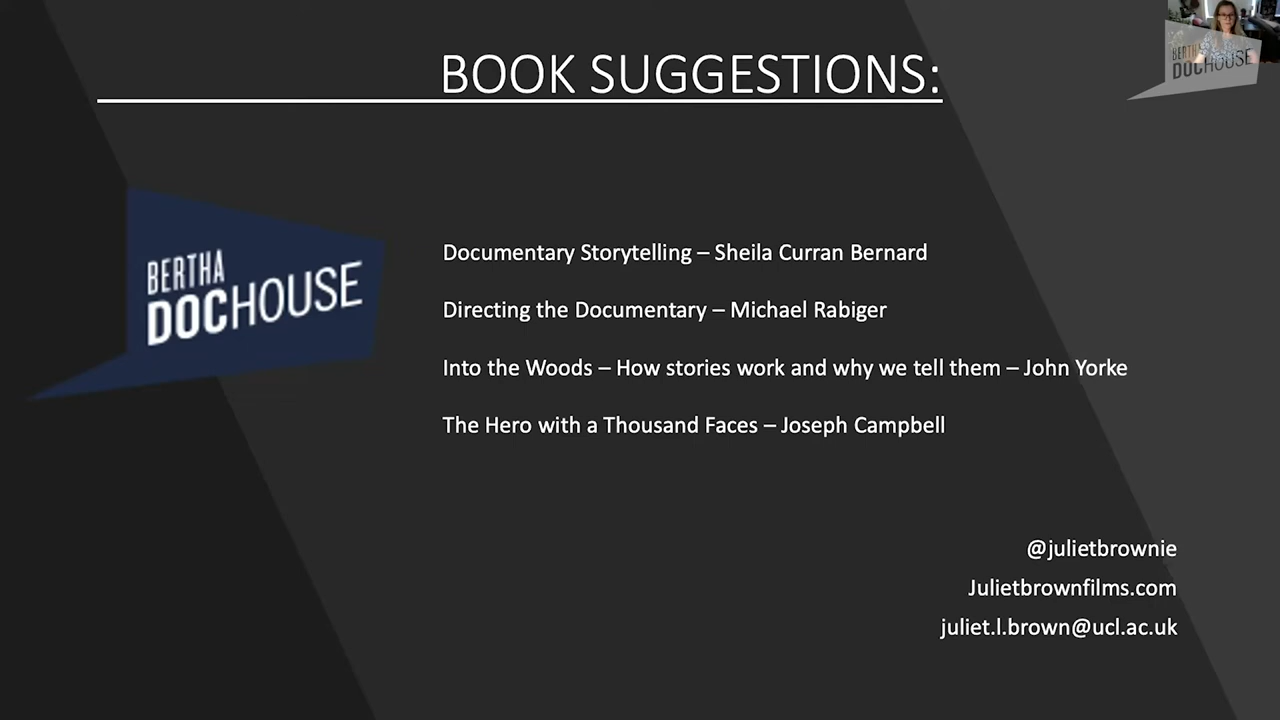 BOOK SUGGESTIONS:
BERTHA
DOCHOUSE
BERTHA
DOCHOUSE
Documentary Storytelling – Sheila Curran Bernard
Directing the Documentary – Michael Rabiger
Into the Woods – How stories work and why we tell them – John Yorke
The Hero with a Thousand Faces – Joseph Campbell
@julietbrownie
Julietbrownfilms.com
juliet.l.brown@ucl.ac.uk